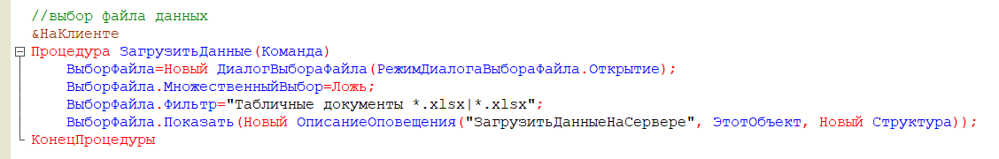 //выбор файла данных
&НаКлиенте
Процедура ЗагрузитьДанные(Команда)
ВыборФайла=Новый ДиалогВыбораФайла(РежимДиалогаВыбораФайла.Открытие);
ВыборФайла.МножественныйВыбор=Ложь;
ВыборФайла.Фильтр="Табличные документы *.xlsx|*.xlsx";
ВыборФайла.Показать(Новый ОписаниеОповещения("ЗагрузитьДанныеНаСервере", ЭтотОбъект, Новый Структура));
КонецПроцедуры